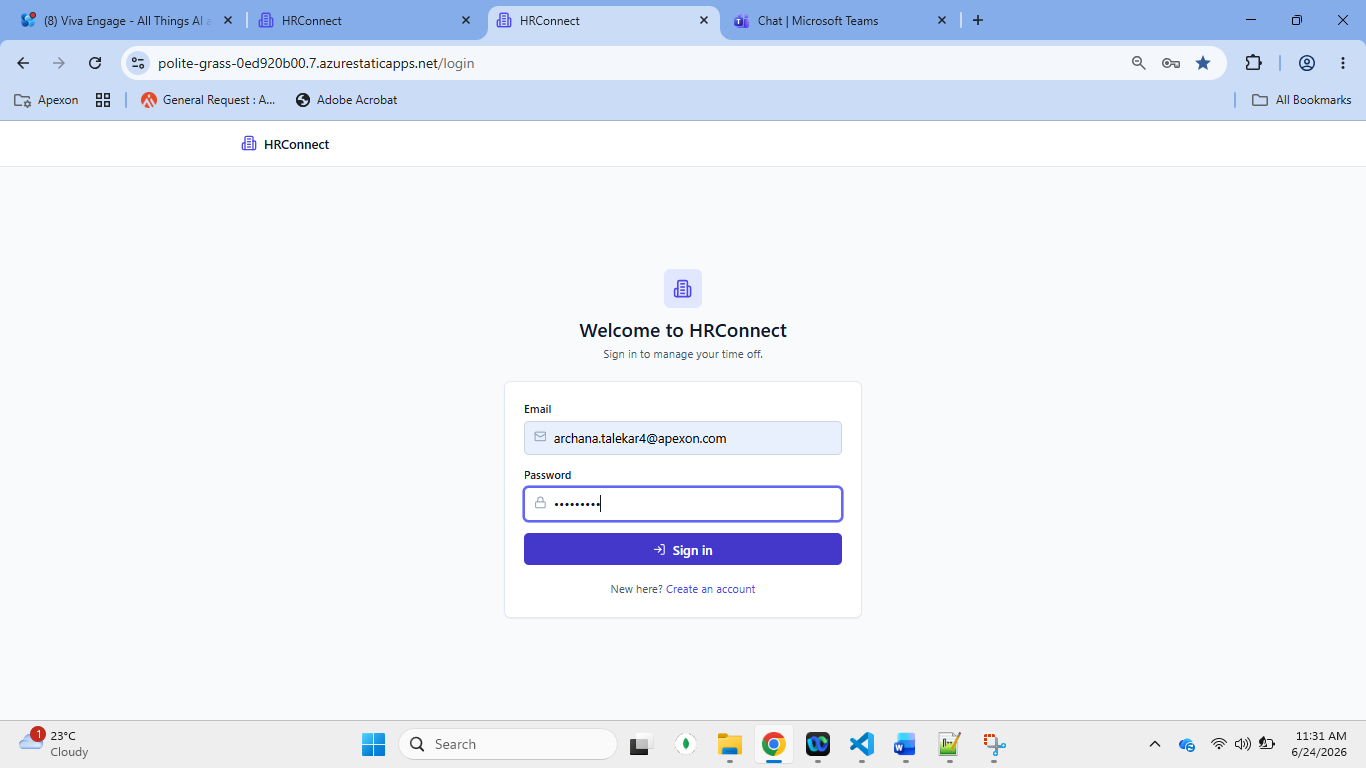 (8) Viva Engage - All Things AI a
HRConnect
HRConnect
Chat | Microsoft Teams
polite-grass-0ed920b00.7.azurestaticapps.net/login
Apexon
General Request : A...
Adobe Acrobat
All Bookmarks
HRConnect
Welcome to HRConnect
Sign in to manage your time off.
Email
archana.talekar4@apexon.com
Password
•••••••••
Sign in
New here? Create an account
1
23°C
Cloudy
Search
11:31 AM
6/24/2026